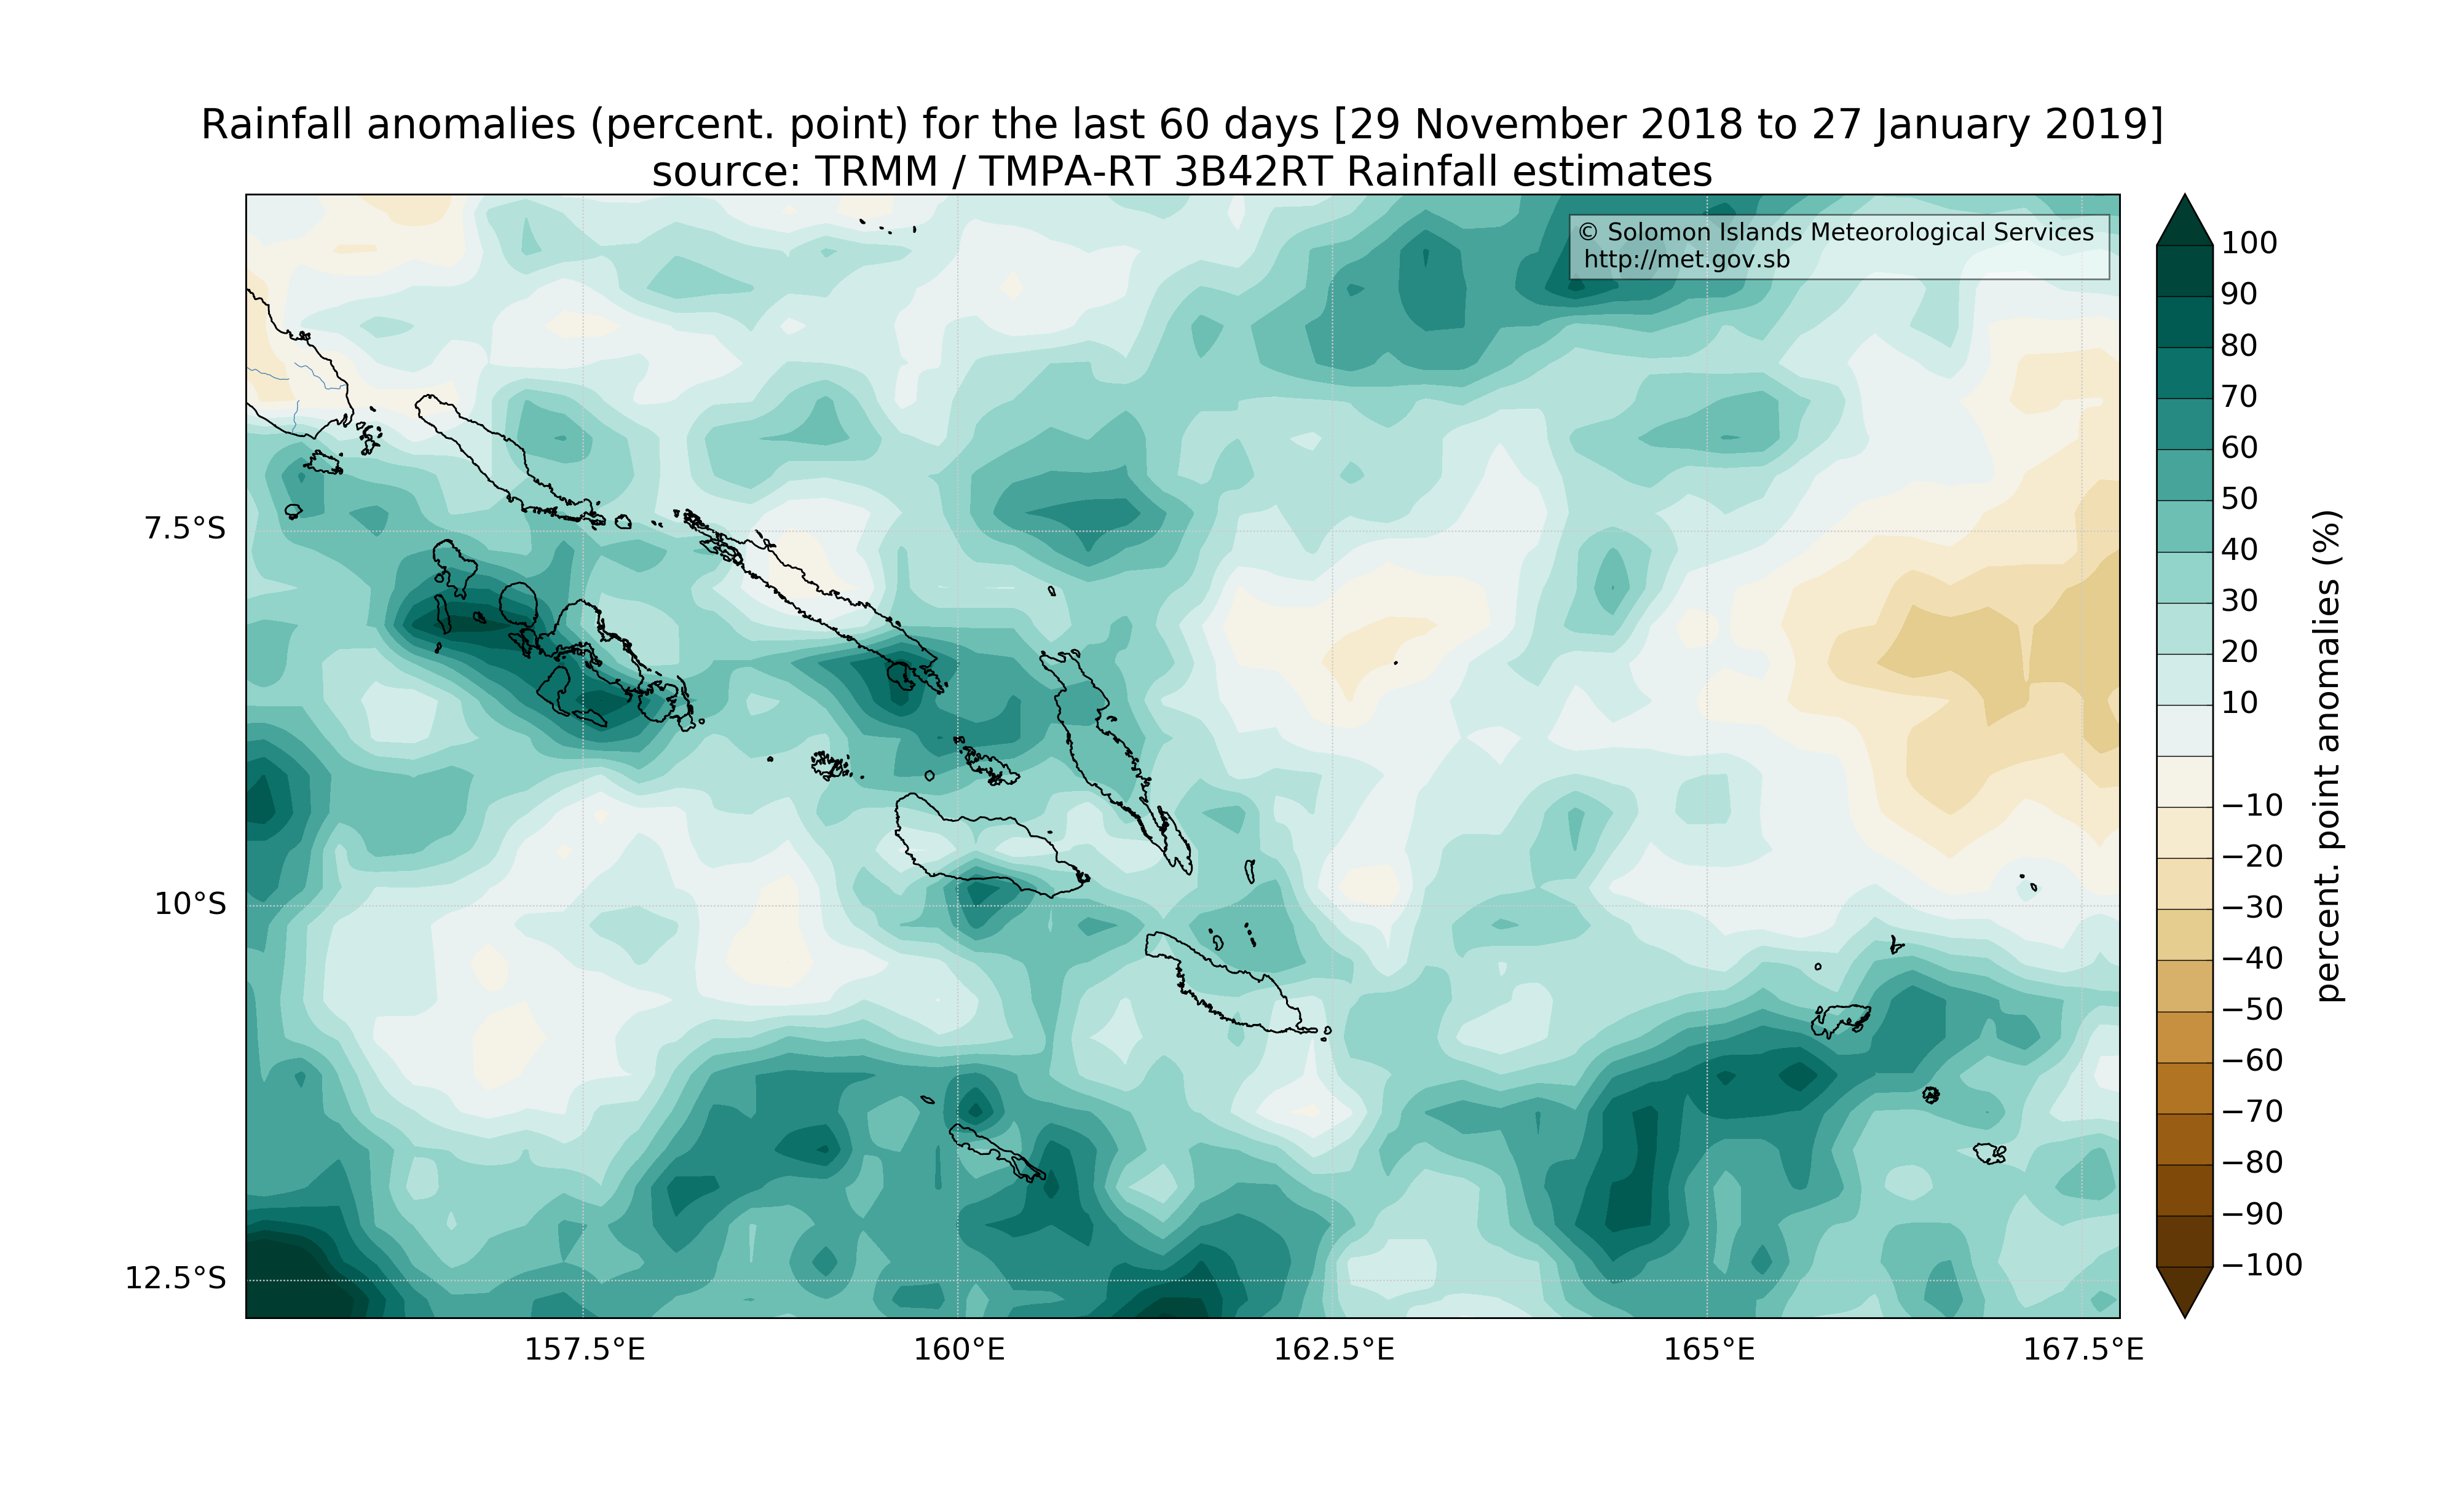 Rainfall anomalies (percent. point) for the last 60 days [29 November 2018 to 27 January 2019]
source: TRMM / TMPA-RT 3B42RT Rainfall estimates
© Solomon Islands Meteorological Services
http://met.gov.sb
7.5°S
10°S
12.5°S
157.5°E
160°E
162.5°E
165°E
167.5°E
100
90
80
70
60
50
40
30
20
10
−10
−20
−30
−40
−50
−60
−70
−80
−90
−100
percent. point anomalies (%)